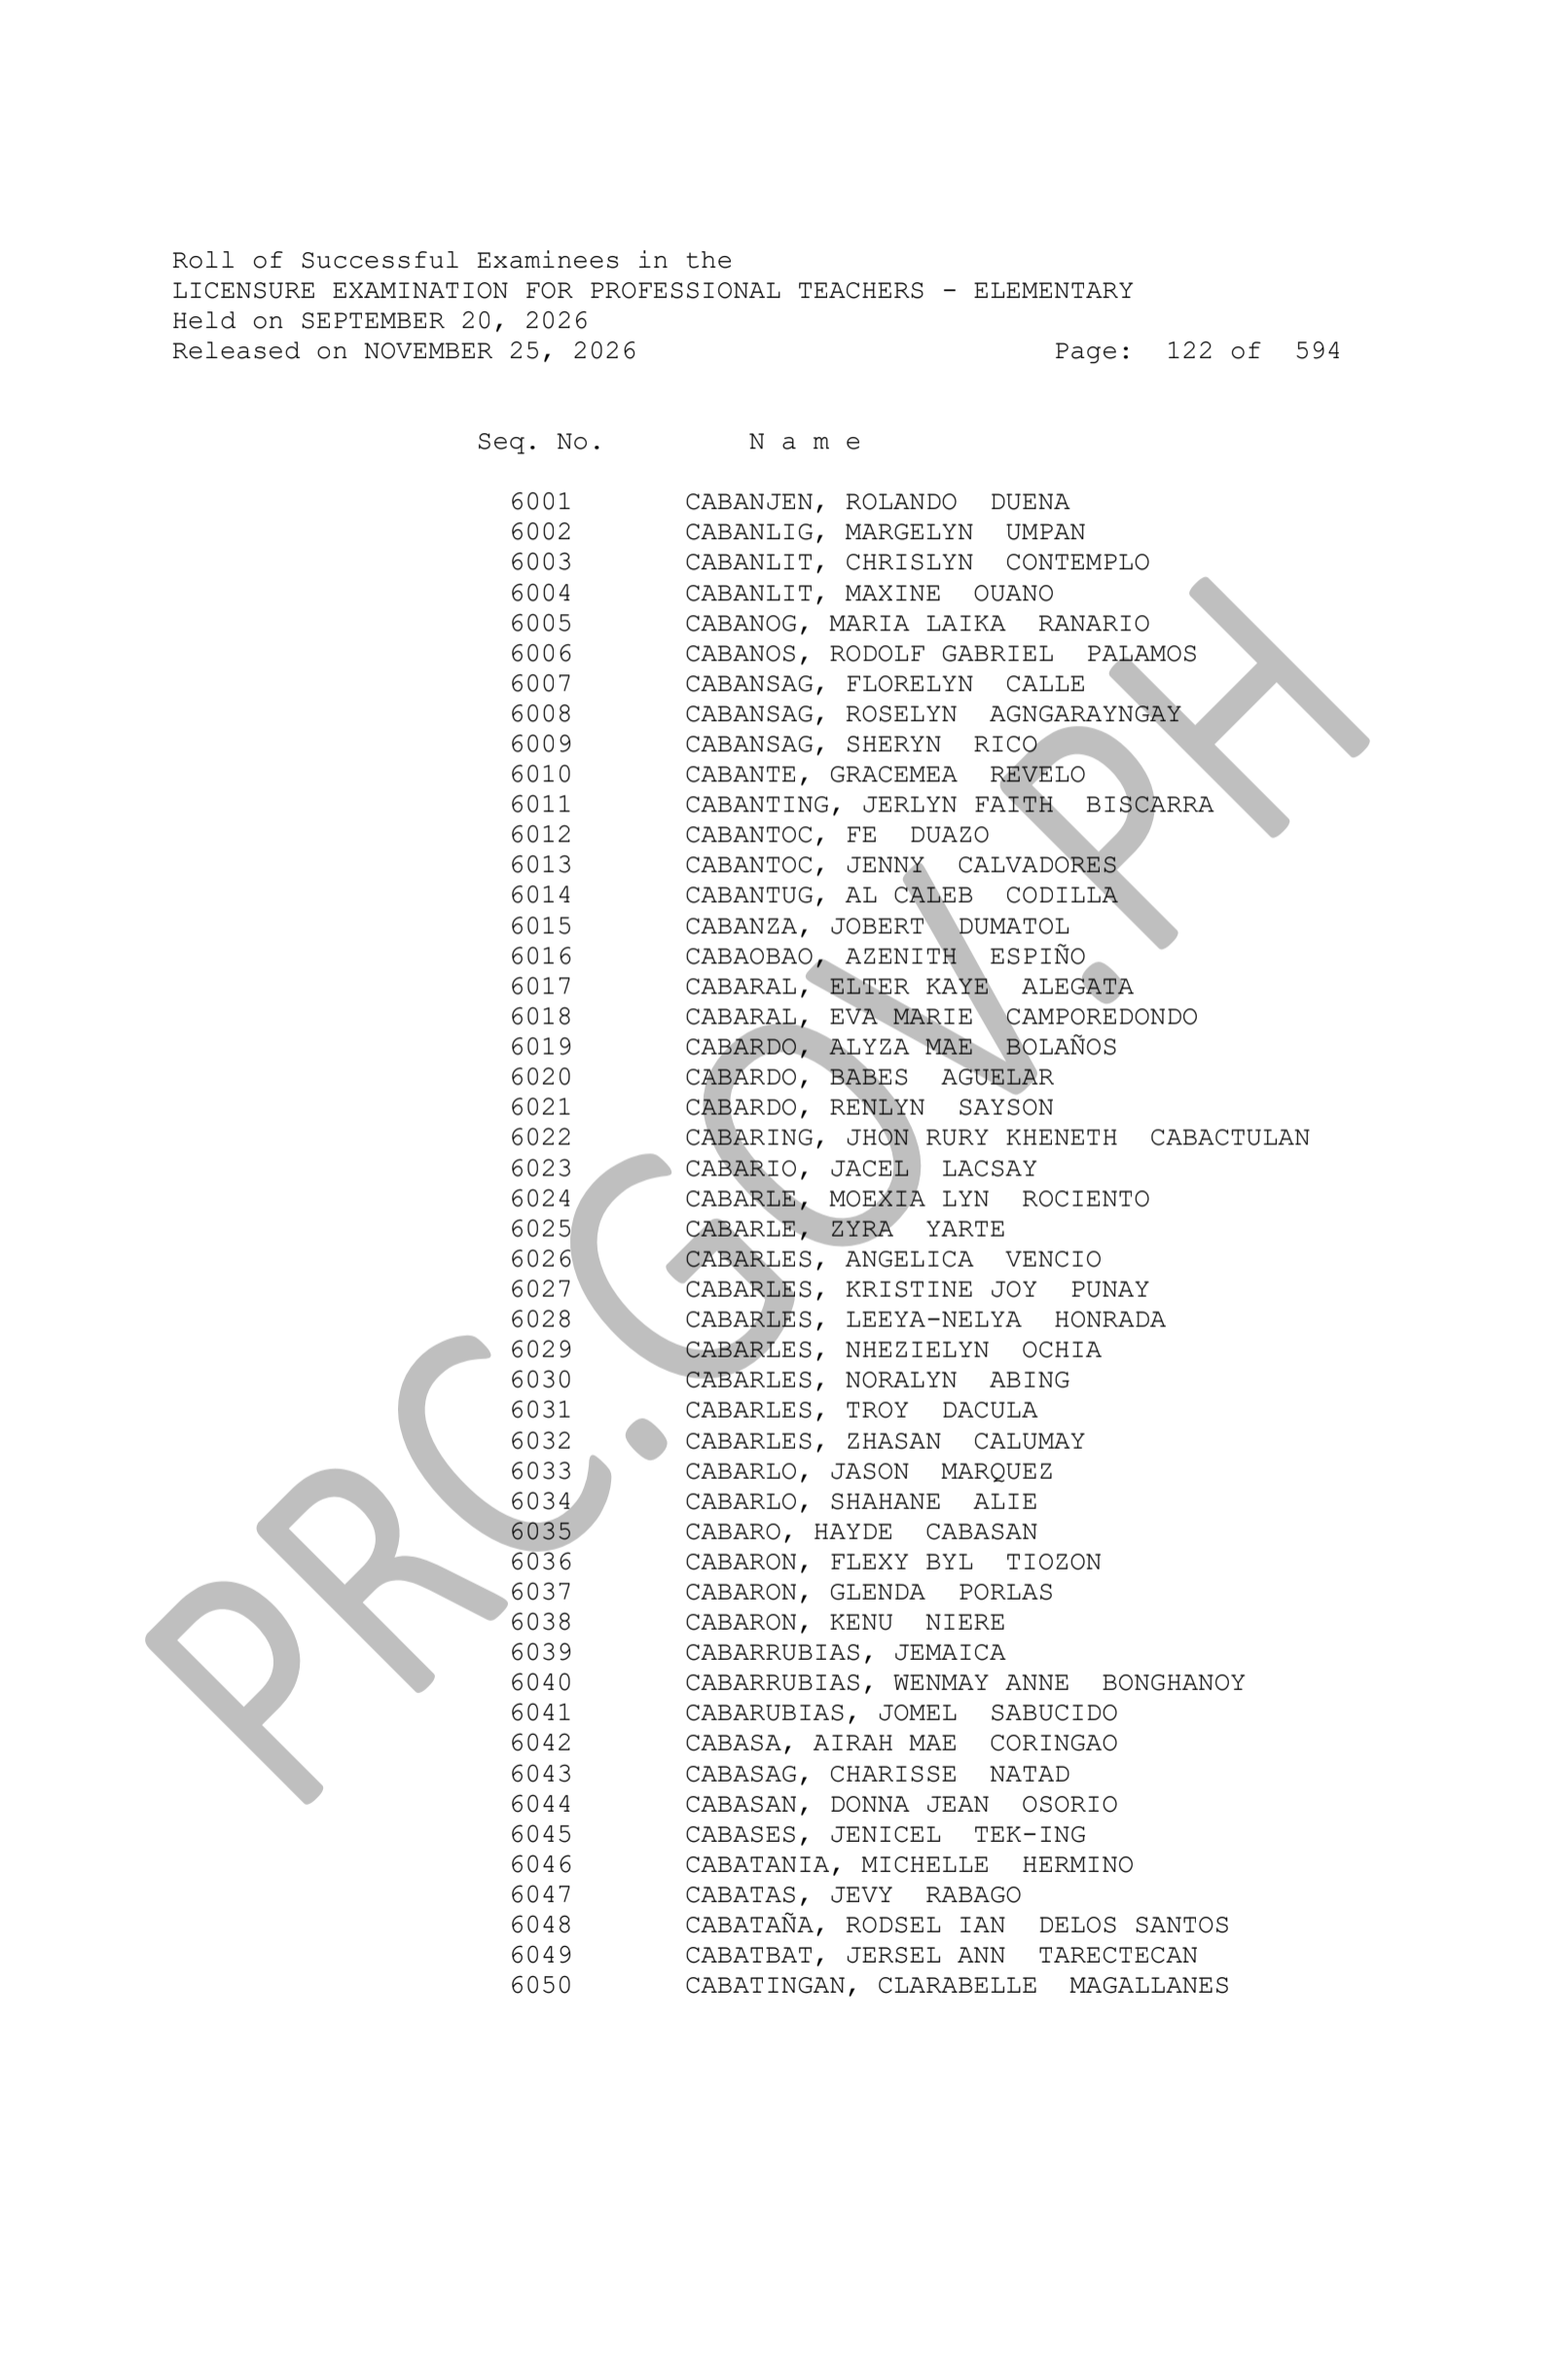 Roll of Successful Examinees in the
LICENSURE EXAMINATION FOR PROFESSIONAL TEACHERS - ELEMENTARY
Held on SEPTEMBER 20, 2026
Released on NOVEMBER 25, 2026 Page: 122 of 594
Seq. No. N a m e
6001 CABANJEN, ROLANDO DUENA
6002 CABANLIG, MARGELYN UMPAN
6003 CABANLIT, CHRISLYN CONTEMPLO
6004 CABANLIT, MAXINE OUANO
6005 CABANOG, MARIA LAIKA RANARIO
6006 CABANOS, RODOLF GABRIEL PALAMOS
6007 CABANSAG, FLORELYN CALLE
6008 CABANSAG, ROSELYN AGNGARAYNGAY
6009 CABANSAG, SHERYN RICO
6010 CABANTE, GRACEMEA REVELO
6011 CABANTING, JERLYN FAITH BISCARRA
6012 CABANTOC, FE DUAZO
6013 CABANTOC, JENNY CALVADORES
6014 CABANTUG, AL CALEB CODILLA
6015 CABANZA, JOBERT DUMATOL
6016 CABAOBAO, AZENITH ESPIÑO
6017 CABARAL, ELTER KAYE ALEGATA
6018 CABARAL, EVA MARIE CAMPOREDONDO
6019 CABARDO, ALYZA MAE BOLAÑOS
6020 CABARDO, BABES AGUELAR
6021 CABARDO, RENLYN SAYSON
6022 CABARING, JHON RURY KHENETH CABACTULAN
6023 CABARIO, JACEL LACSAY
6024 CABARLE, MOEXIA LYN ROCIENTO
6025 CABARLE, ZYRA YARTE
6026 CABARLES, ANGELICA VENCIO
6027 CABARLES, KRISTINE JOY PUNAY
6028 CABARLES, LEEYA-NELYA HONRADA
6029 CABARLES, NHEZIELYN OCHIA
6030 CABARLES, NORALYN ABING
6031 CABARLES, TROY DACULA
6032 CABARLES, ZHASAN CALUMAY
6033 CABARLO, JASON MARQUEZ
6034 CABARLO, SHAHANE ALIE
6035 CABARO, HAYDE CABASAN
6036 CABARON, FLEXY BYL TIOZON
6037 CABARON, GLENDA PORLAS
6038 CABARON, KENU NIERE
6039 CABARRUBIAS, JEMAICA
6040 CABARRUBIAS, WENMAY ANNE BONGHANOY
6041 CABARUBIAS, JOMEL SABUCIDO
6042 CABASA, AIRAH MAE CORINGAO
6043 CABASAG, CHARISSE NATAD
6044 CABASAN, DONNA JEAN OSORIO
6045 CABASES, JENICEL TEK-ING
6046 CABATANIA, MICHELLE HERMINO
6047 CABATAS, JEVY RABAGO
6048 CABATAÑA, RODSEL IAN DELOS SANTOS
6049 CABATBAT, JERSEL ANN TARECTECAN
6050 CABATINGAN, CLARABELLE MAGALLANES
PRC.GOV.PH